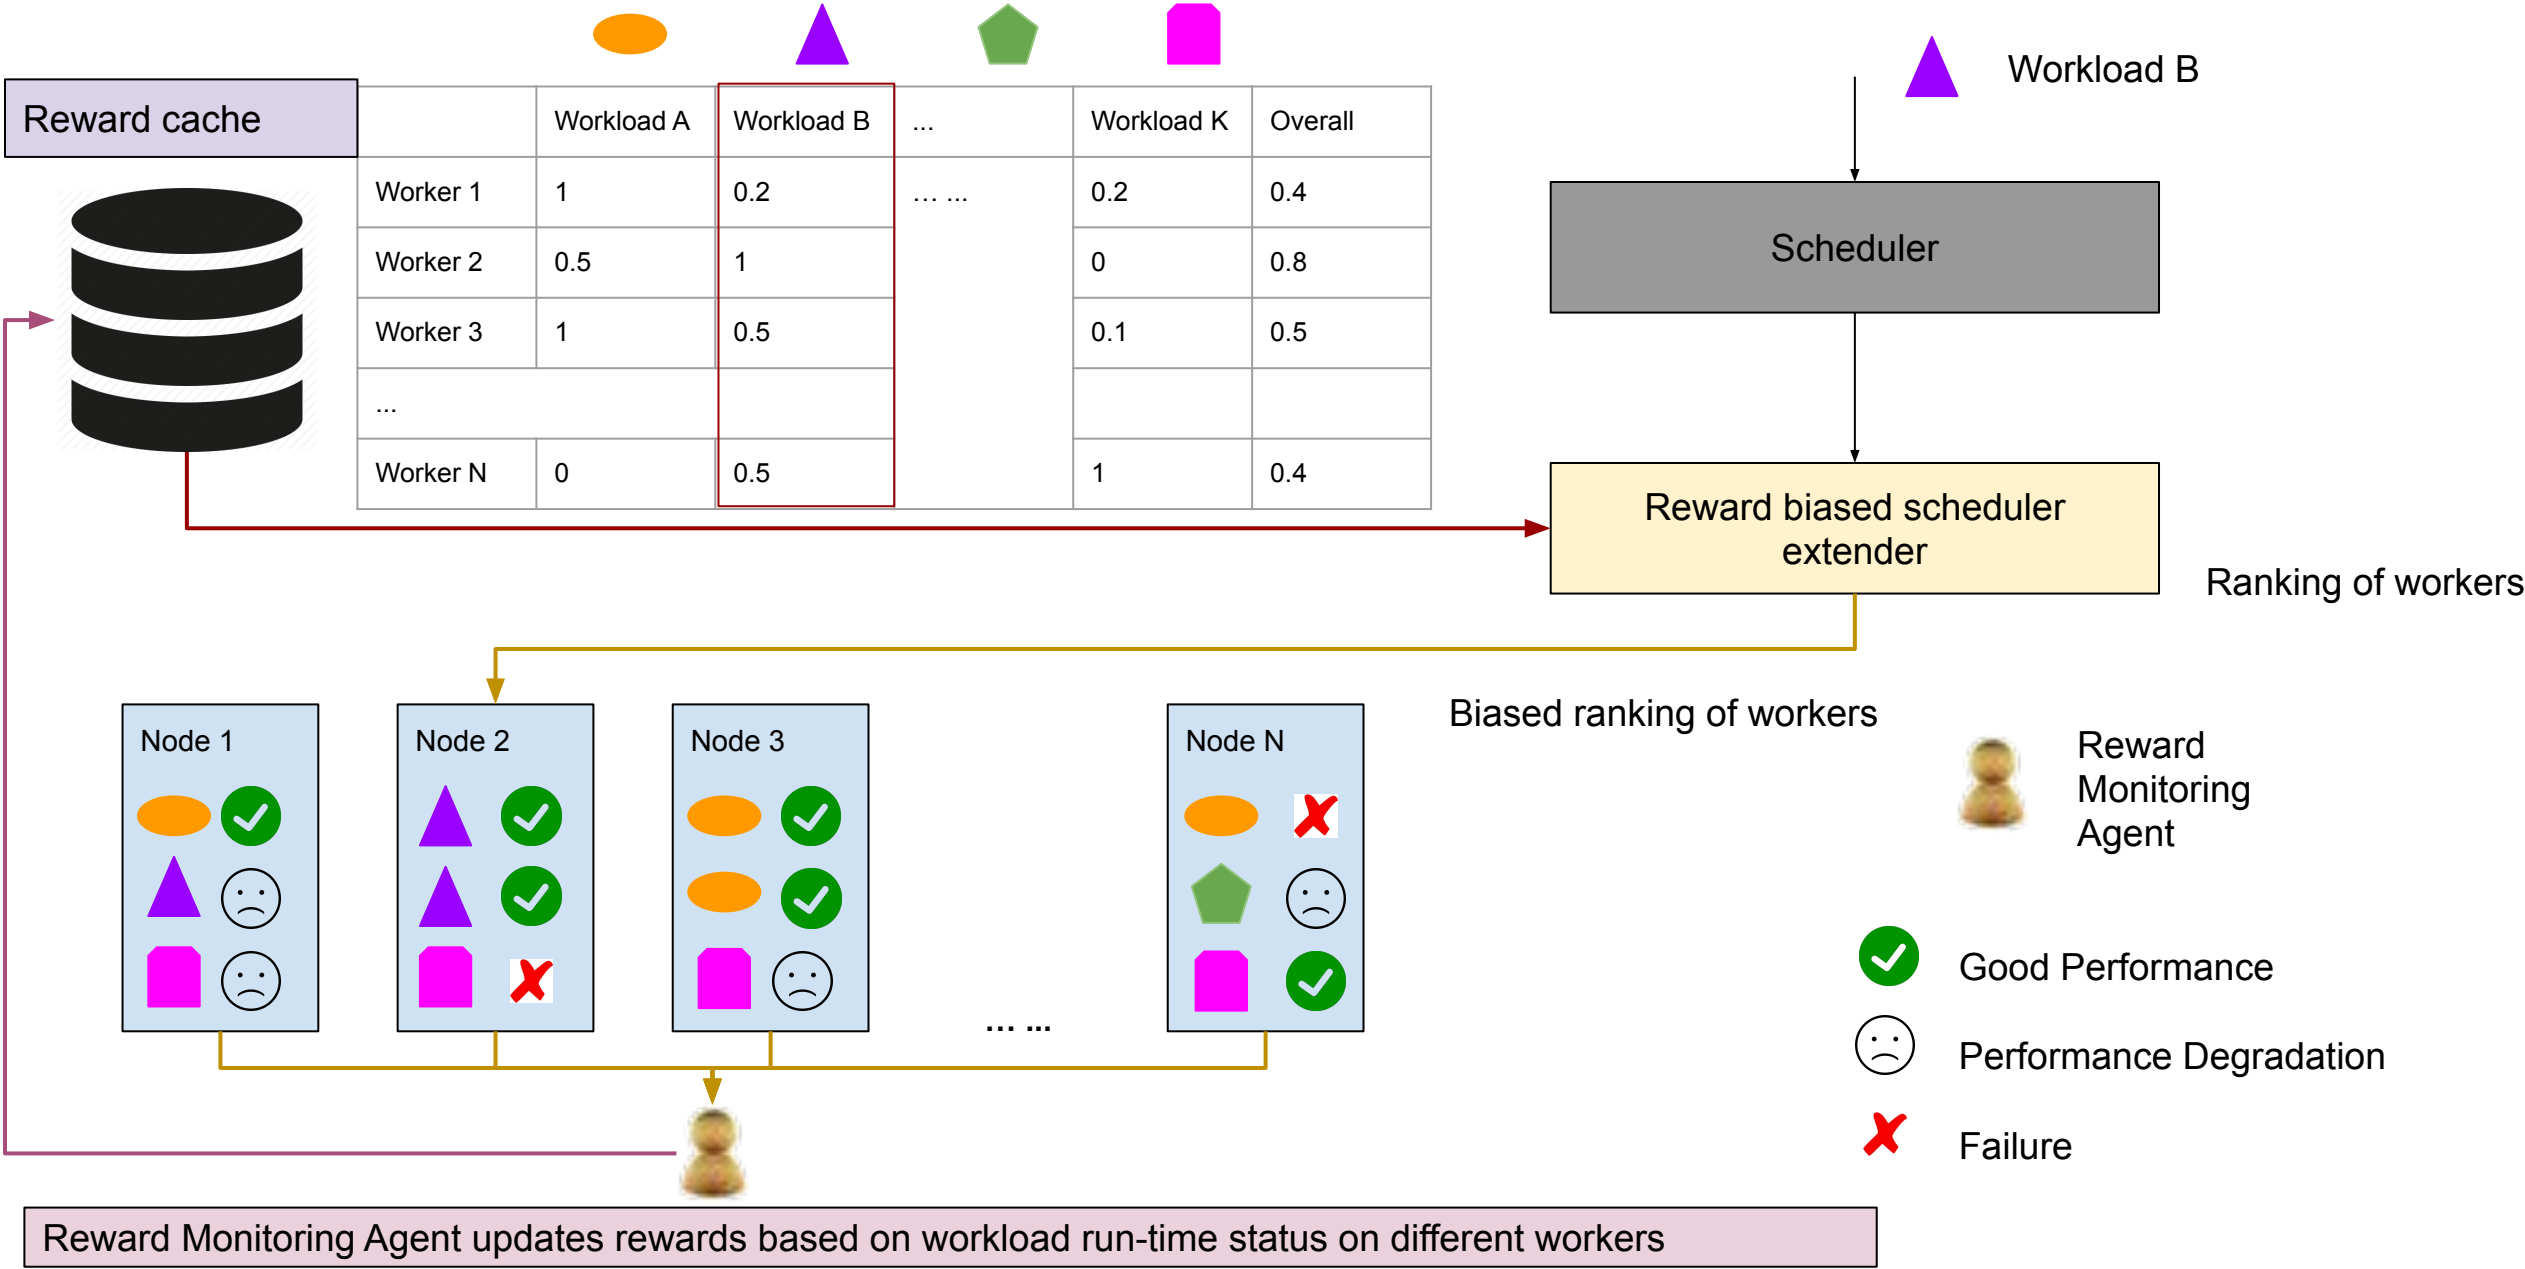 Workload B
Reward cache
Workload A Workload B ... Workload K Overall
Worker 1 1 0.2 ... ... 0.2 0.4
Worker 2 0.5 1 0 0.8
Worker 3 1 0.5 0.1 0.5
...
Worker N 0 0.5 1 0.4
Scheduler
Reward biased scheduler
extender
Ranking of workers
Biased ranking of workers
Node 1
Node 2
Node 3
... ...
Node N
Reward
Monitoring
Agent
Good Performance
Performance Degradation
Failure
Reward Monitoring Agent updates rewards based on workload run-time status on different workers